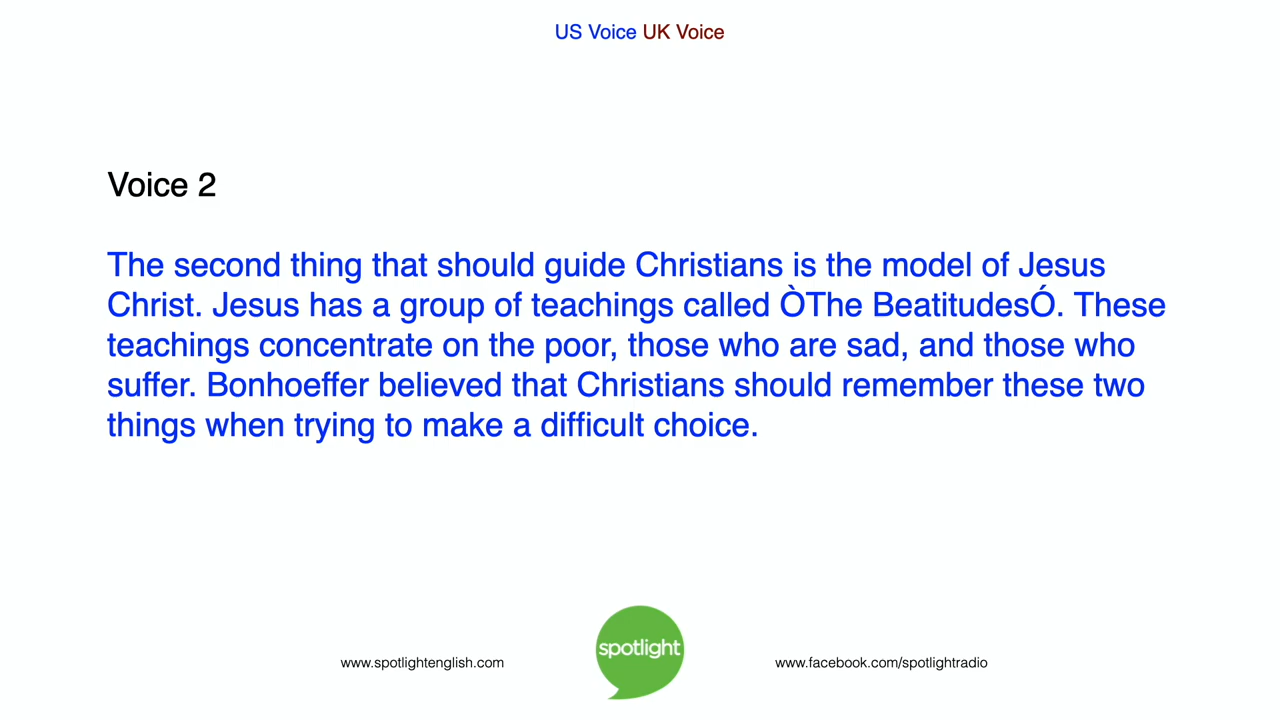 US Voice UK Voice
Voice 2
The second thing that should guide Christians is the model of Jesus
Christ. Jesus has a group of teachings called ÒThe BeatitudesÓ. These
teachings concentrate on the poor, those who are sad, and those who
suffer. Bonhoeffer believed that Christians should remember these two
things when trying to make a difficult choice.
www.spotlightenglish.com
spotlight
www.facebook.com/spotlightradio